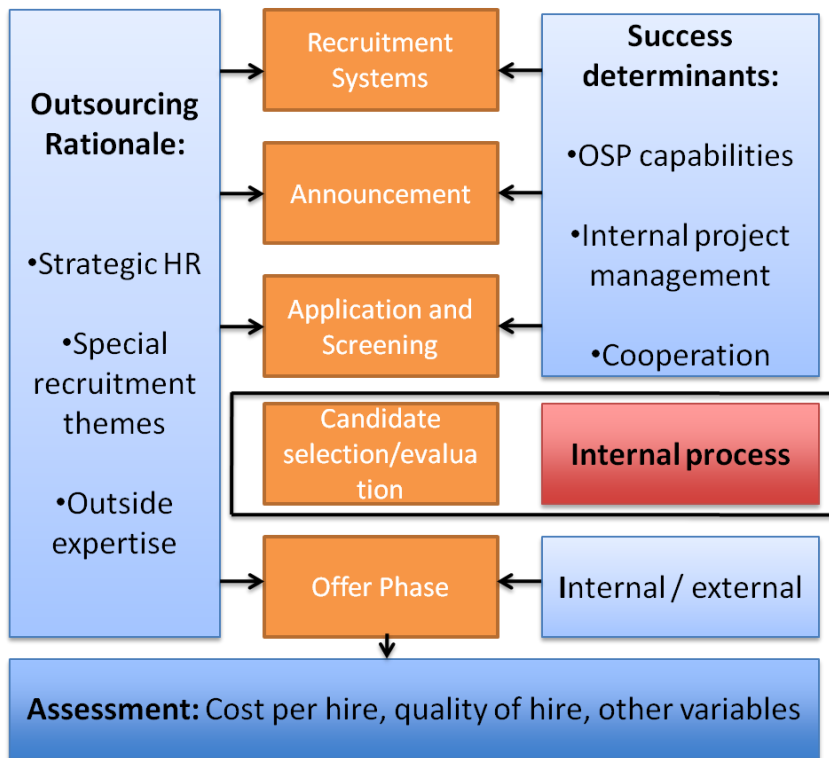 Outsourcing
Rationale:
•Strategic HR
•Special
recruitment
themes
•Outside
expertise
Recruitment
Systems
Announcement
Application and
Screening
Candidate
selection/evalua
tion
Offer Phase
Success
determinants:
•OSP capabilities
•Internal project
management
•Cooperation
Internal process
Internal / external
Assessment: Cost per hire, quality of hire, other variables